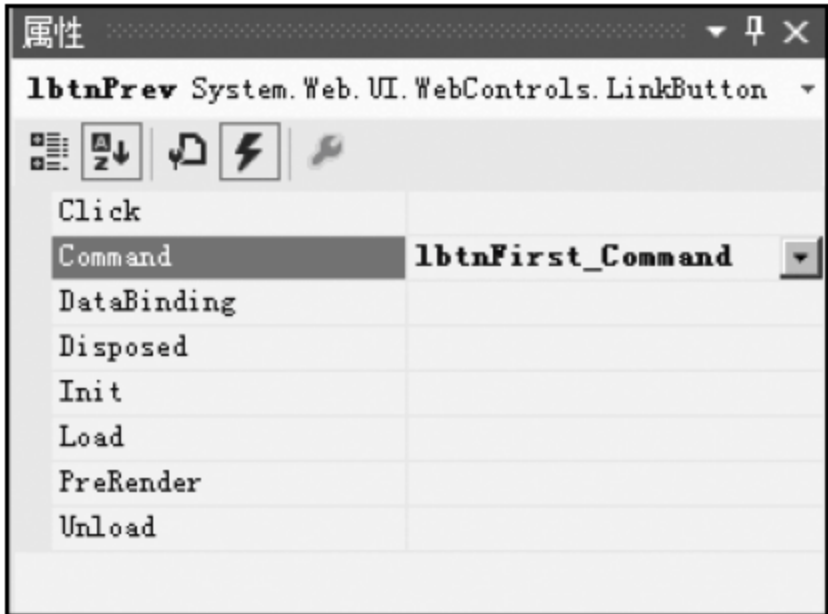 属性
lbtnPrev System.Web.UI.WebControls.LinkButton
Click
Command lbtnFirst_Command
DataBinding
Disposed
Init
Load
PreRender
Unload